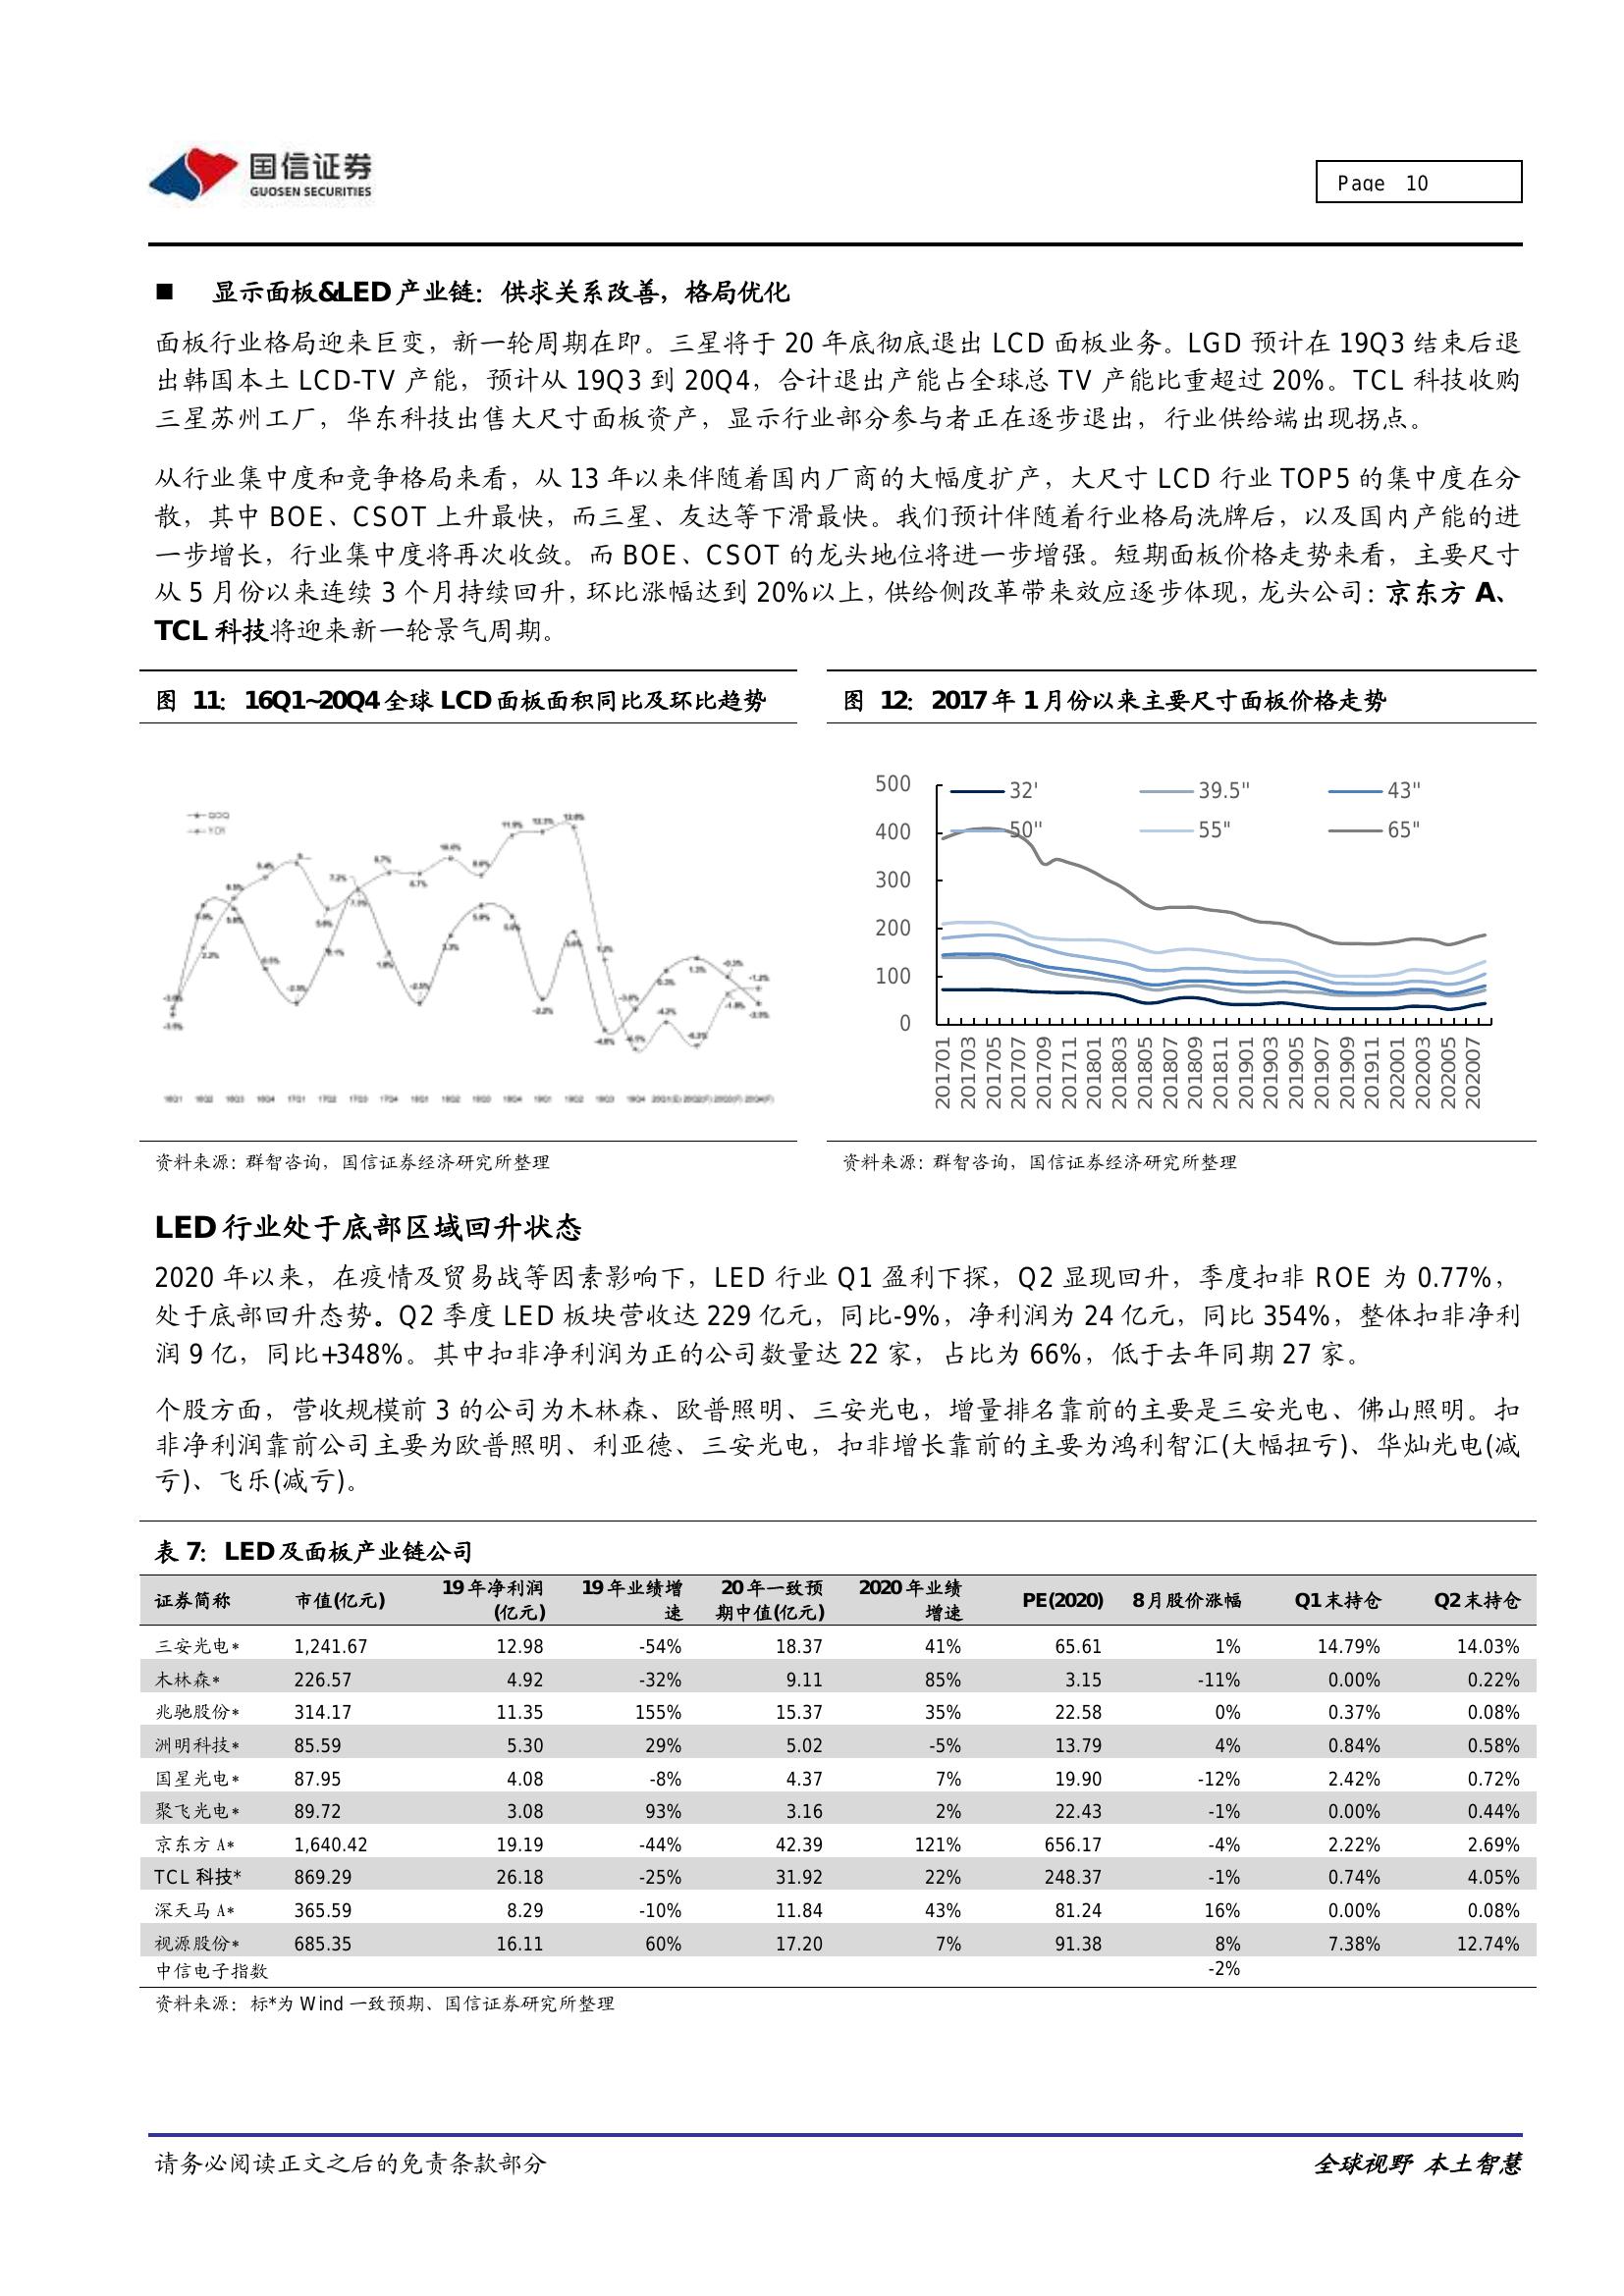 国信证券
GUOSEN SECURITIES
Page 10
■ 显示面板&LED产业链：供求关系改善，格局优化
面板行业格局迎来巨变，新一轮周期在即。三星将于 20 年底彻底退出 LCD 面板业务。LGD 预计在 19Q3 结束后退
出韩国本土 LCD-TV 产能，预计从 19Q3 到 20Q4，合计退出产能占全球总 TV 产能比重超过 20%。TCL 科技收购
三星苏州工厂，华东科技出售大尺寸面板资产，显示行业部分参与者正在逐步退出，行业供给端出现拐点。
从行业集中度和竞争格局来看，从 13 年以来伴随着国内厂商的大幅度扩产，大尺寸 LCD 行业 TOP5 的集中度在分
散，其中 BOE、CSOT 上升最快，而三星、友达等下滑最快。我们预计伴随着行业格局洗牌后，以及国内产能的进
一步增长，行业集中度将再次收敛。而 BOE、CSOT 的龙头地位将进一步增强。短期面板价格走势来看，主要尺寸
从 5 月份以来连续 3 个月持续回升，环比涨幅达到 20%以上，供给侧改革带来效应逐步体现，龙头公司：京东方 A、
TCL 科技将迎来新一轮景气周期。
图 11：16Q1~20Q4全球 LCD面板面积同比及环比趋势
图 12：2017年 1月份以来主要尺寸面板价格走势
500
400
300
200
100
0
32'
39.5"
43"
50"
55"
65"
201701 201703 201705 201707 201709 201711 201801 201803 201805 201807 201809 201811 201901 201903 201905 201907 201909 201911 202001 202003 202005 202007
资料来源：群智咨询，国信证券经济研究所整理
资料来源：群智咨询，国信证券经济研究所整理
LED行业处于底部区域回升状态
2020 年以来，在疫情及贸易战等因素影响下，LED 行业 Q1 盈利下探，Q2 显现回升，季度扣非 ROE 为 0.77%，
处于底部回升态势。Q2 季度 LED 板块营收达 229 亿元，同比-9%，净利润为 24 亿元，同比 354%，整体扣非净利
润 9 亿，同比+348%。其中扣非净利润为正的公司数量达 22 家，占比为 66%，低于去年同期 27 家。
个股方面，营收规模前 3 的公司为木林森、欧普照明、三安光电，增量排名靠前的主要是三安光电、佛山照明。扣
非净利润靠前公司主要为欧普照明、利亚德、三安光电，扣非增长靠前的主要为鸿利智汇(大幅扭亏)、华灿光电(减
亏)、飞乐(减亏)。
表 7：LED及面板产业链公司
证券简称 市值(亿元) 19年净利润(亿元) 19年业绩增速 20年一致预期中值(亿元) 2020年业绩增速 PE(2020) 8月股价涨幅 Q1末持仓 Q2末持仓
三安光电* 1,241.67 12.98 -54% 18.37 41% 65.61 1% 14.79% 14.03%
木林森* 226.57 4.92 -32% 9.11 85% 3.15 -11% 0.00% 0.22%
兆驰股份* 314.17 11.35 155% 15.37 35% 22.58 0% 0.37% 0.08%
洲明科技* 85.59 5.30 29% 5.02 -5% 13.79 4% 0.84% 0.58%
国星光电* 87.95 4.08 -8% 4.37 7% 19.90 -12% 2.42% 0.72%
聚飞光电* 89.72 3.08 93% 3.16 2% 22.43 -1% 0.00% 0.44%
京东方A* 1,640.42 19.19 -44% 42.39 121% 656.17 -4% 2.22% 2.69%
TCL 科技* 869.29 26.18 -25% 31.92 22% 248.37 -1% 0.74% 4.05%
深天马A* 365.59 8.29 -10% 11.84 43% 81.24 16% 0.00% 0.08%
视源股份* 685.35 16.11 60% 17.20 7% 91.38 8% 7.38% 12.74%
中信电子指数 -2%
资料来源：标*为 Wind 一致预期、国信证券研究所整理
请务必阅读正文之后的免责条款部分
全球视野 本土智慧